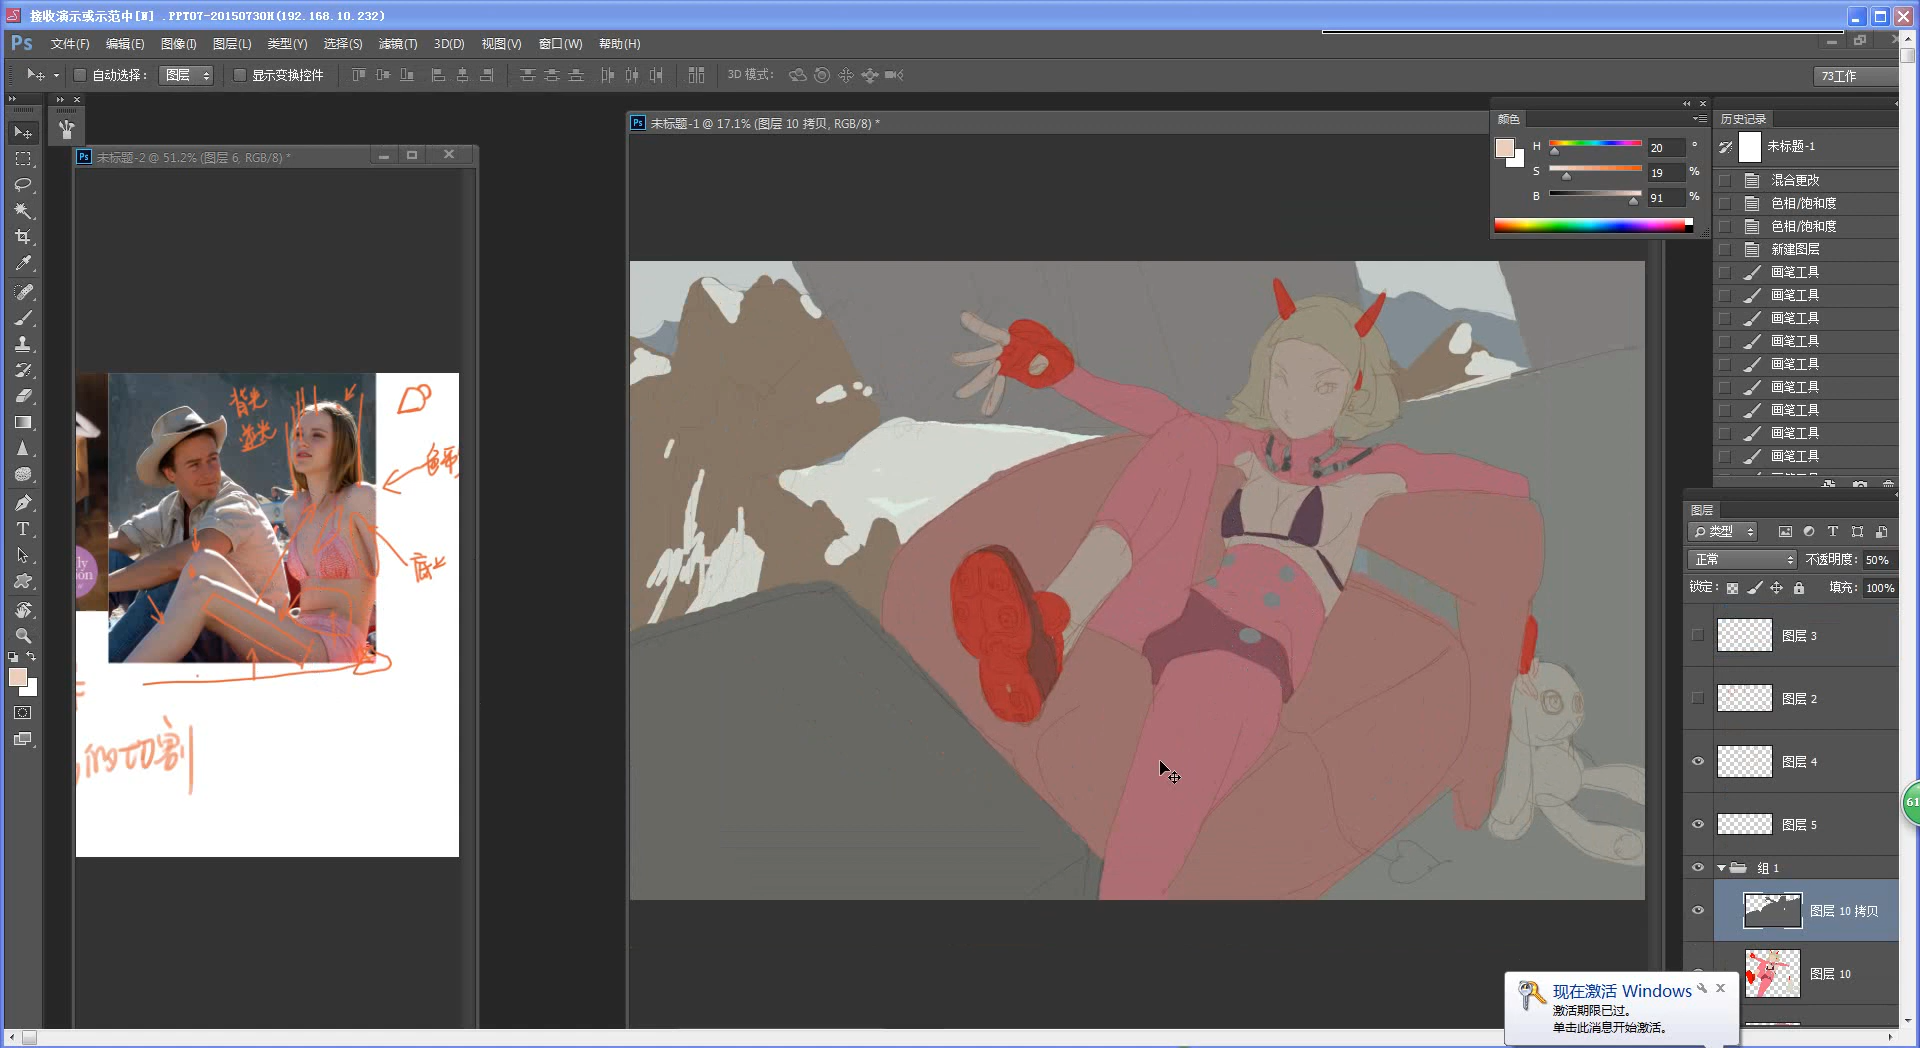 接收演示或示范中[W] .PPT07-20150730H(192.168.10.232)
Ps 文件(F) 编辑(E) 图像(I) 图层(L) 类型(Y) 选择(S) 滤镜(T) 3D(D) 视图(V) 窗口(W) 帮助(H)
自动选择： 图层 显示变换控件 3D 模式： 73工作
Ps 未标题-2 @ 51.2% (图层 6, RGB/8) *
背光
底光
的切割
Ps 未标题-1 @ 17.1% (图层 10 拷贝, RGB/8) *
颜色
H 20 °
S 19 %
B 91 %
历史记录
未标题-1
混合更改
色相/饱和度
色相/饱和度
新建图层
画笔工具
画笔工具
画笔工具
画笔工具
画笔工具
画笔工具
画笔工具
画笔工具
画笔工具
图层
类型
正常 不透明度： 50%
锁定： 填充： 100%
图层 3
图层 2
图层 4
图层 5
组 1
图层 10 拷贝
图层 10
61
现在激活 Windows
激活期限已过。
单击此消息开始激活。